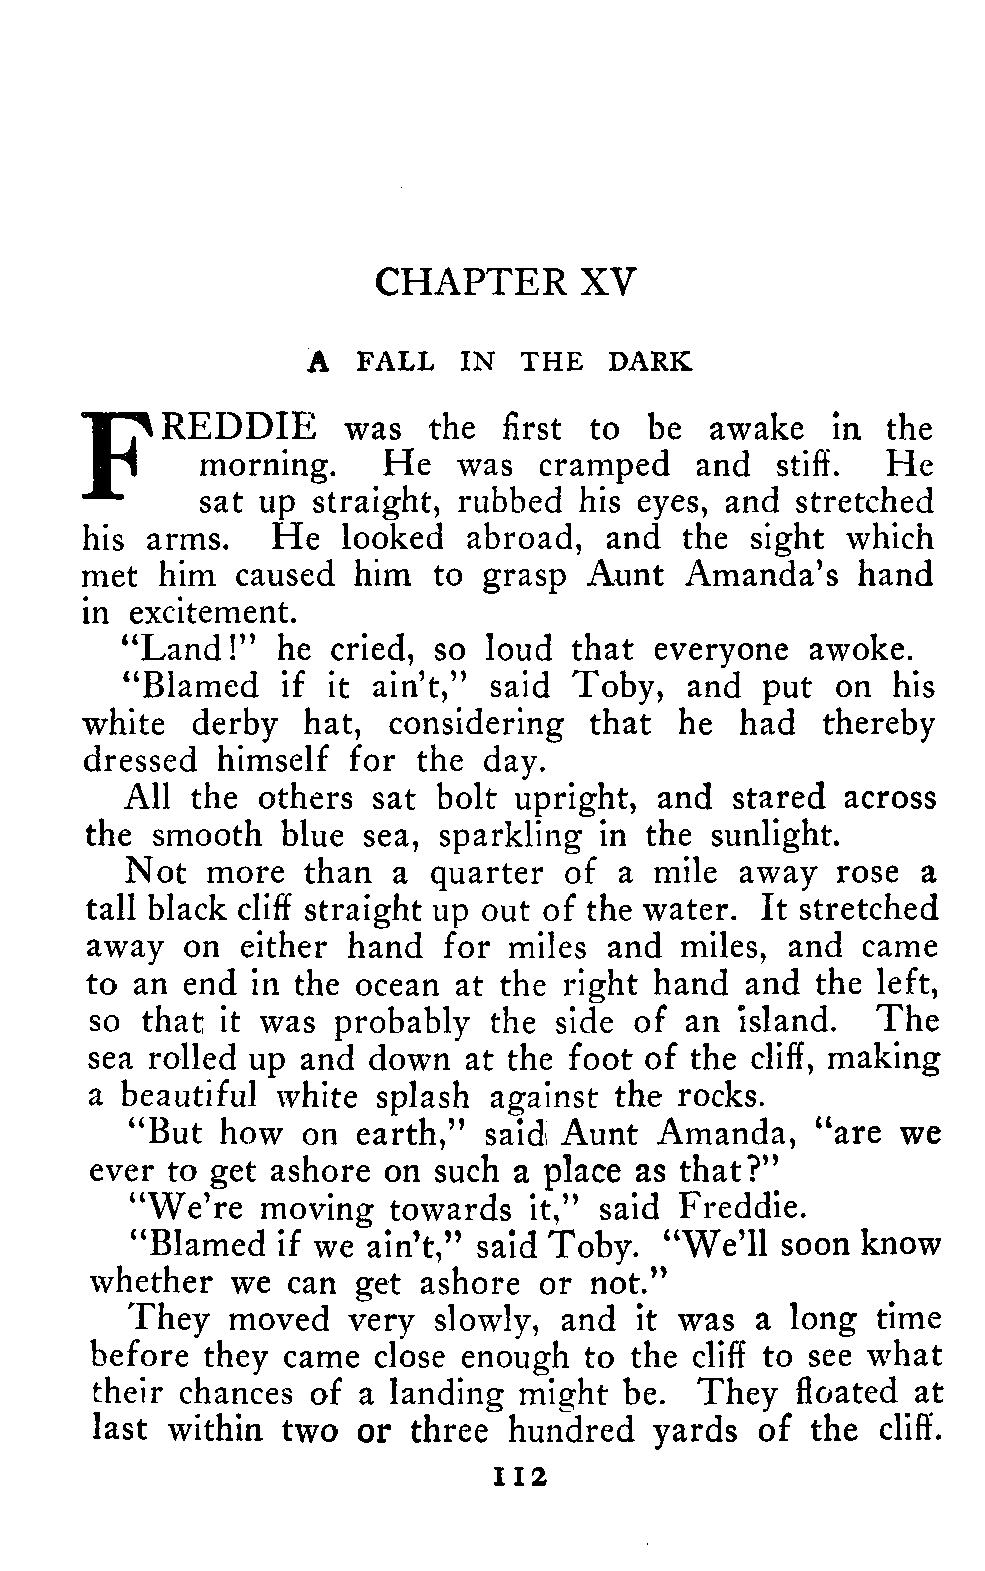 CHAPTER XV
A FALL IN THE DARK
FREDDIE was the first to be awake in the
morning. He was cramped and stiff. He
sat up straight, rubbed his eyes, and stretched
his arms. He looked abroad, and the sight which
met him caused him to grasp Aunt Amanda's hand
in excitement.
"Land!" he cried, so loud that everyone awoke.
"Blamed if it ain't," said Toby, and put on his
white derby hat, considering that he had thereby
dressed himself for the day.
All the others sat bolt upright, and stared across
the smooth blue sea, sparkling in the sunlight.
Not more than a quarter of a mile away rose a
tall black cliff straight up out of the water. It stretched
away on either hand for miles and miles, and came
to an end in the ocean at the right hand and the left,
so that it was probably the side of an island. The
sea rolled up and down at the foot of the cliff, making
a beautiful white splash against the rocks.
"But how on earth," said Aunt Amanda, "are we
ever to get ashore on such a place as that?"
"We're moving towards it," said Freddie.
"Blamed if we ain't," said Toby. "We'll soon know
whether we can get ashore or not."
They moved very slowly, and it was a long time
before they came close enough to the cliff to see what
their chances of a landing might be. They floated at
last within two or three hundred yards of the cliff.
112